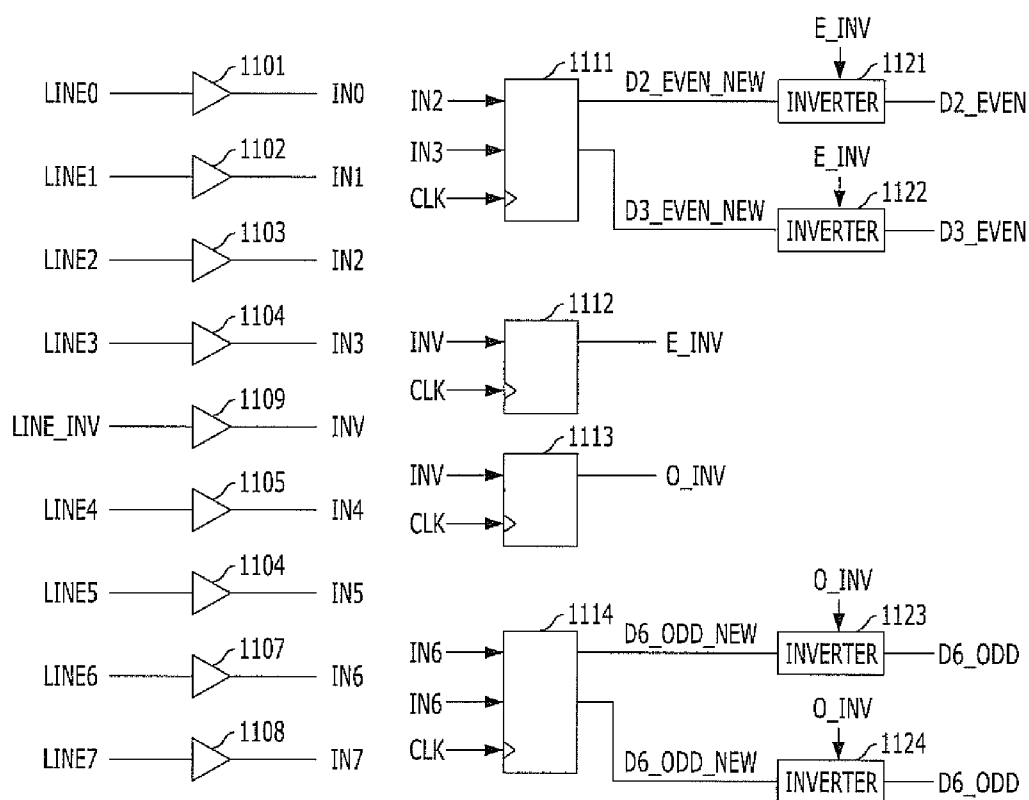 LINE0 1101 IN0
LINE1 1102 IN1
LINE2 1103 IN2
LINE3 1104 IN3
LINE_INV 1109 INV
LINE4 1105 IN4
LINE5 1104 IN5
LINE6 1107 IN6
LINE7 1108 IN7
1111
IN2
IN3
CLK
D2_EVEN_NEW
D3_EVEN_NEW
E_INV
1121
INVERTER
D2_EVEN
E_INV
1122
INVERTER
D3_EVEN
1112
INV
CLK
E_INV
1113
INV
CLK
O_INV
1114
IN6
IN6
CLK
D6_ODD_NEW
D6_ODD_NEW
O_INV
1123
INVERTER
D6_ODD
O_INV
1124
INVERTER
D6_ODD